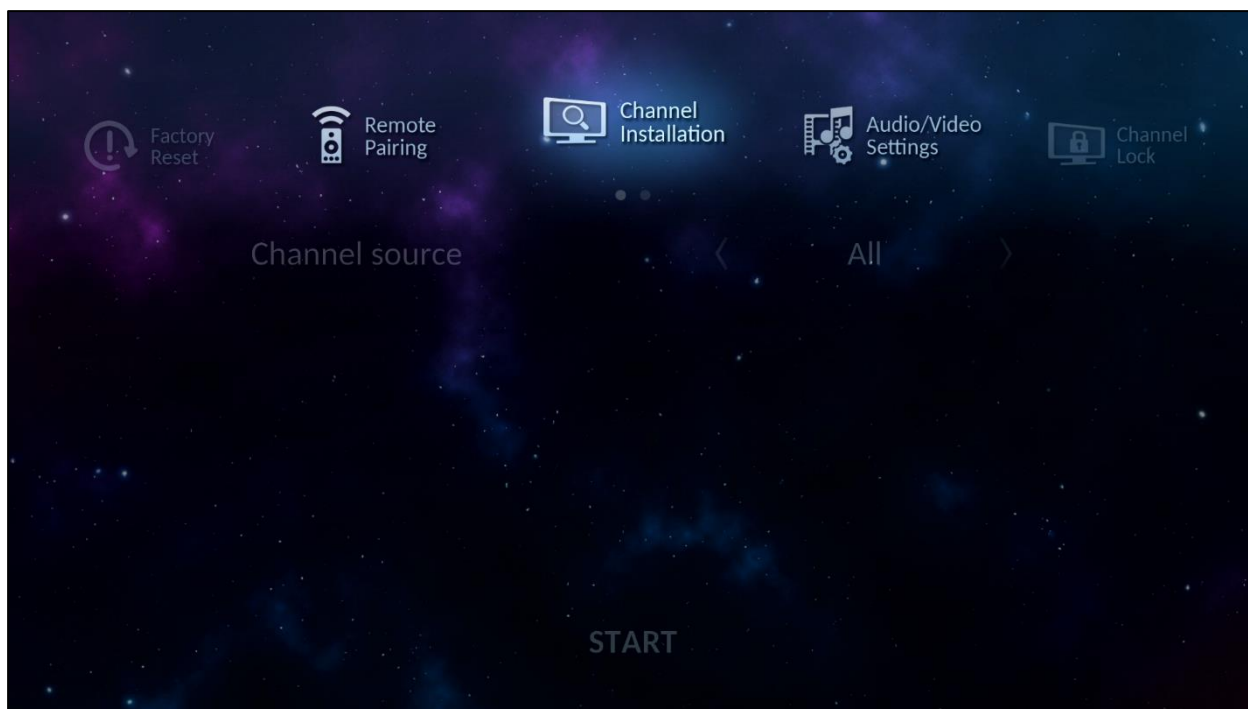 Factory
Reset
Remote
Pairing
Channel
Installation
Audio/Video
Settings
Channel
Lock
Channel source
All
START